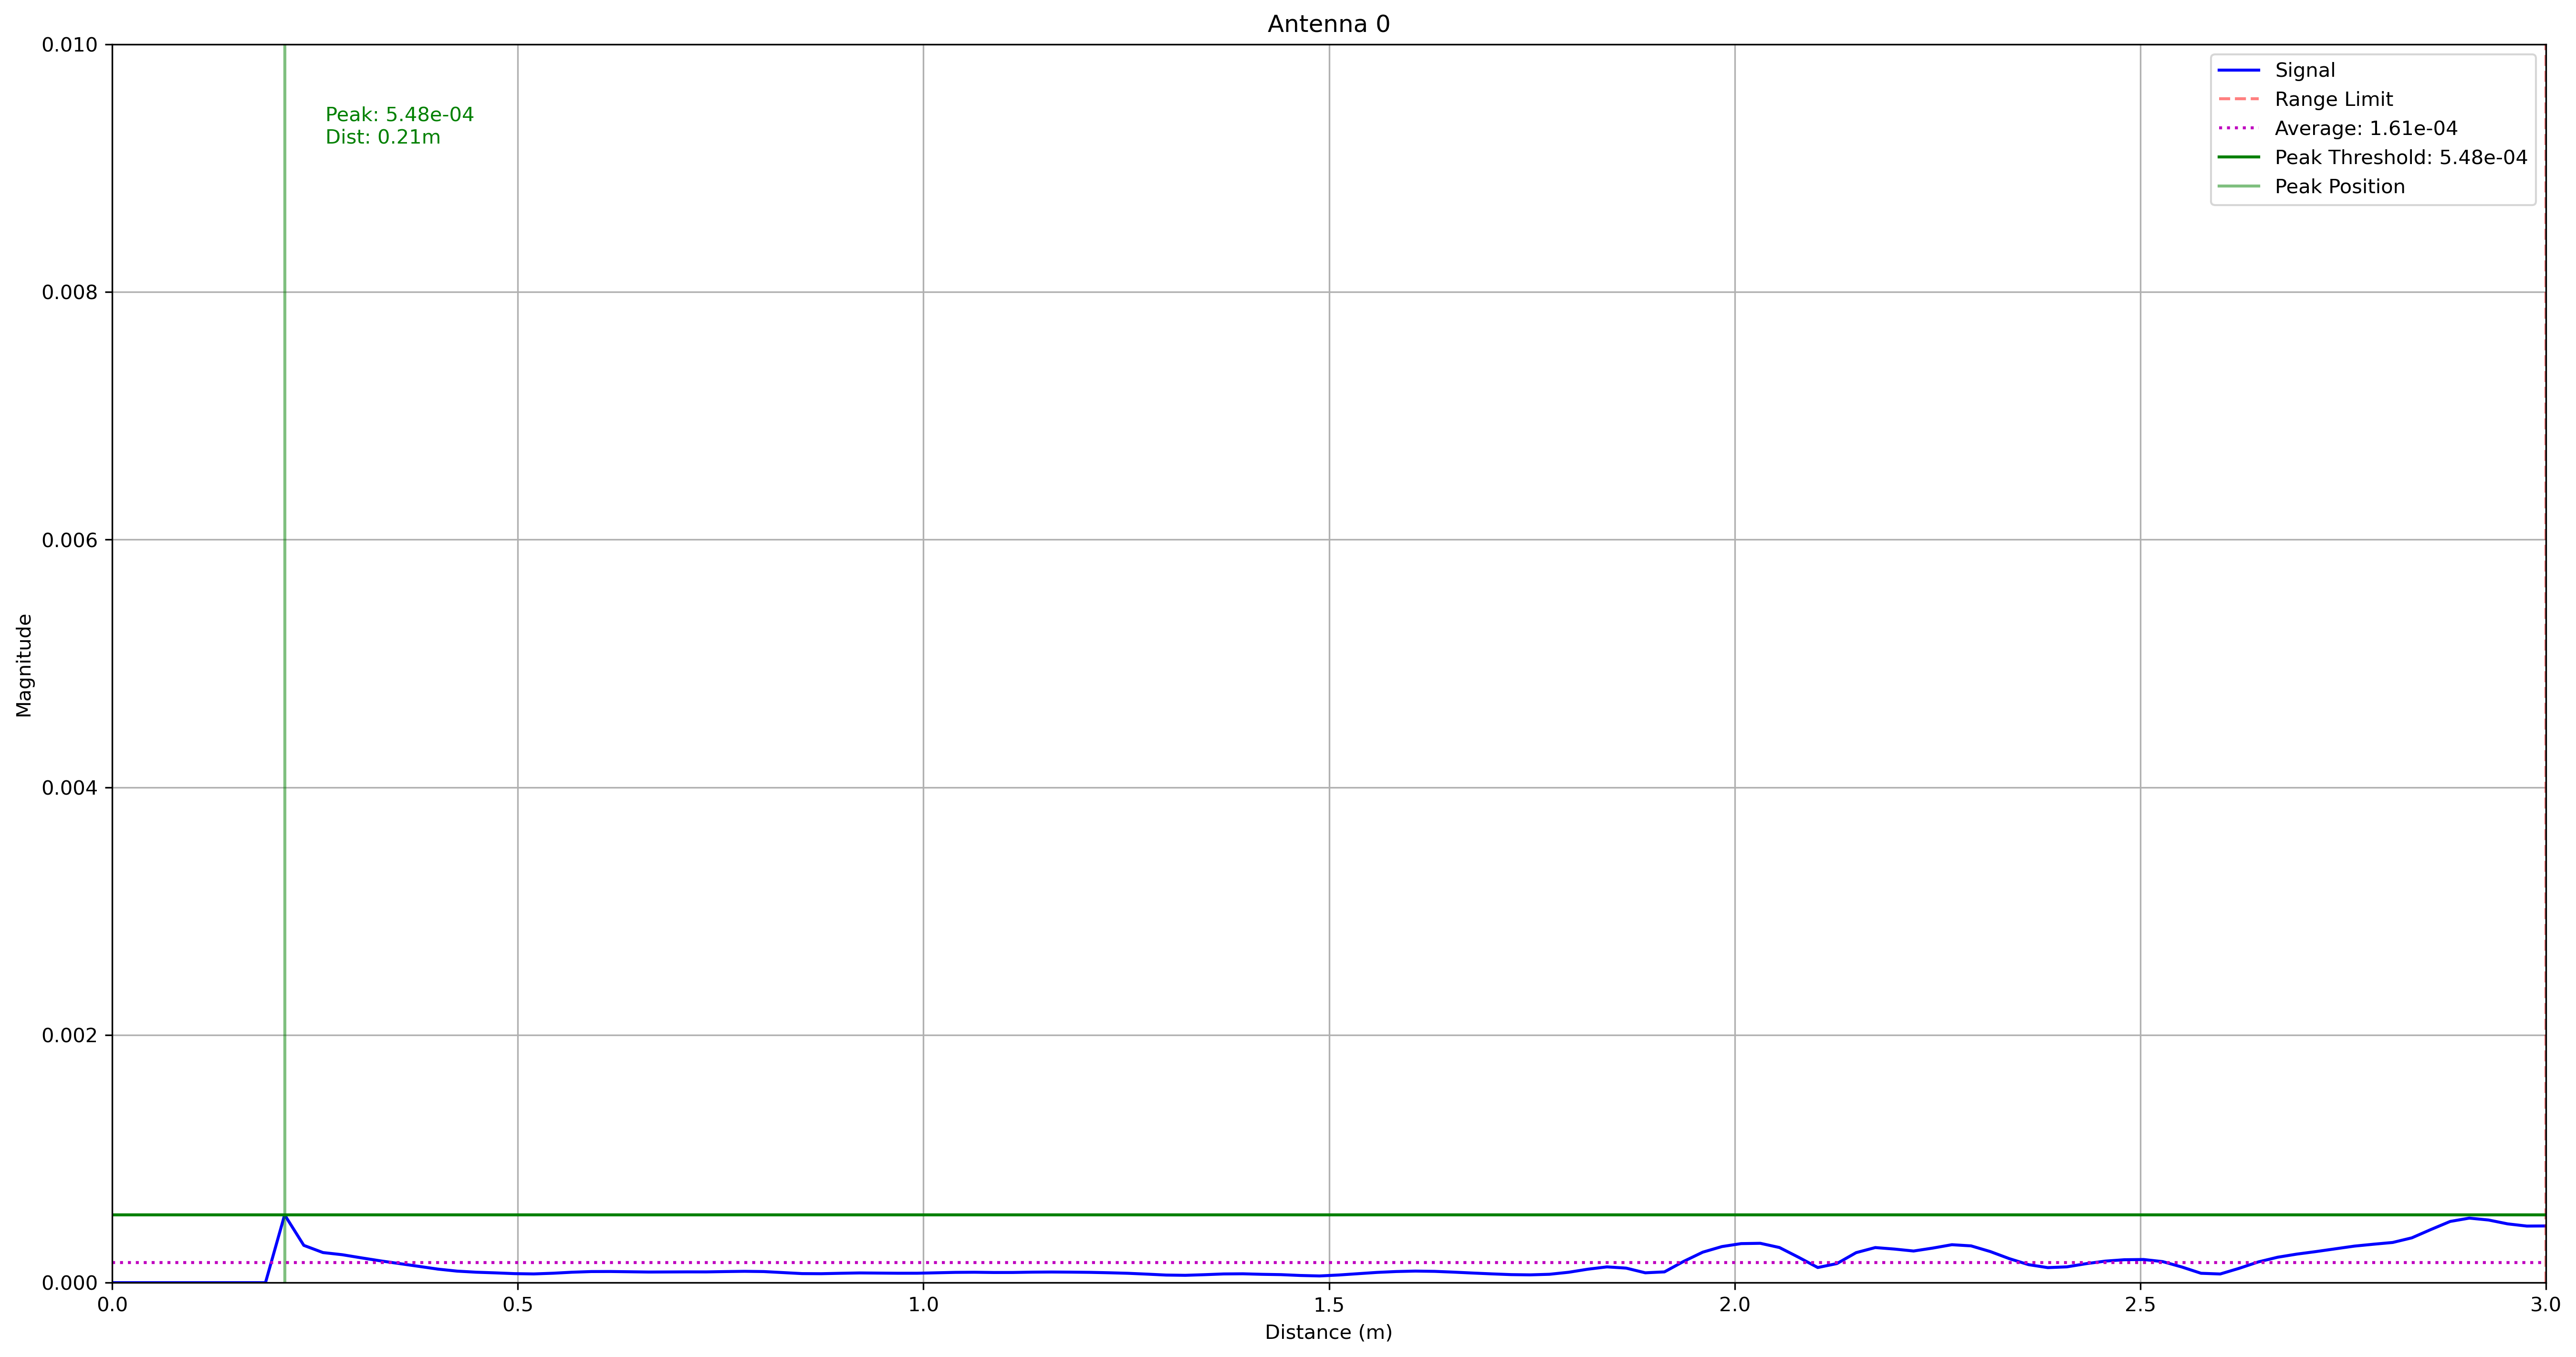 Antenna 0
0.010
0.008
0.006
0.004
0.002
0.000
Magnitude
Peak: 5.48e-04
Dist: 0.21m
Signal
Range Limit
Average: 1.61e-04
Peak Threshold: 5.48e-04
Peak Position
0.0 0.5 1.0 1.5 2.0 2.5 3.0
Distance (m)